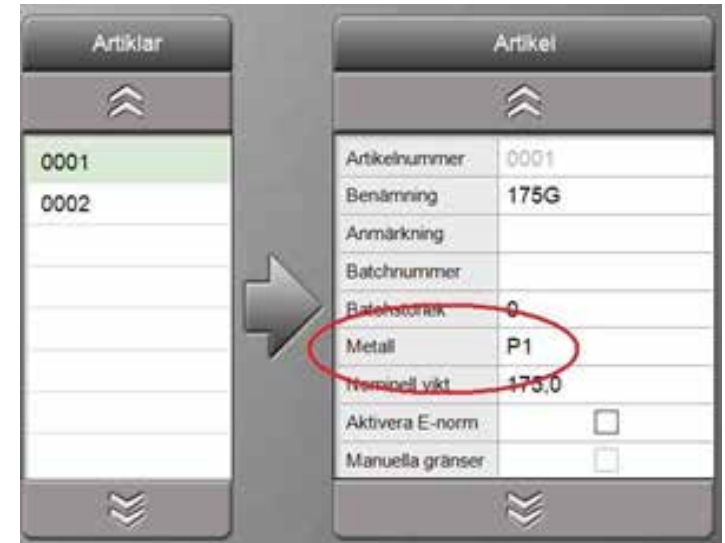 Artiklar
0001
0002
Artikel
Artikelnummer 0001
Benämning 175G
Anmärkning
Batchnummer
Batchstorlek 0
Metall P1
Nominell vikt 175,0
Aktivera E-norm
Manuella gränser